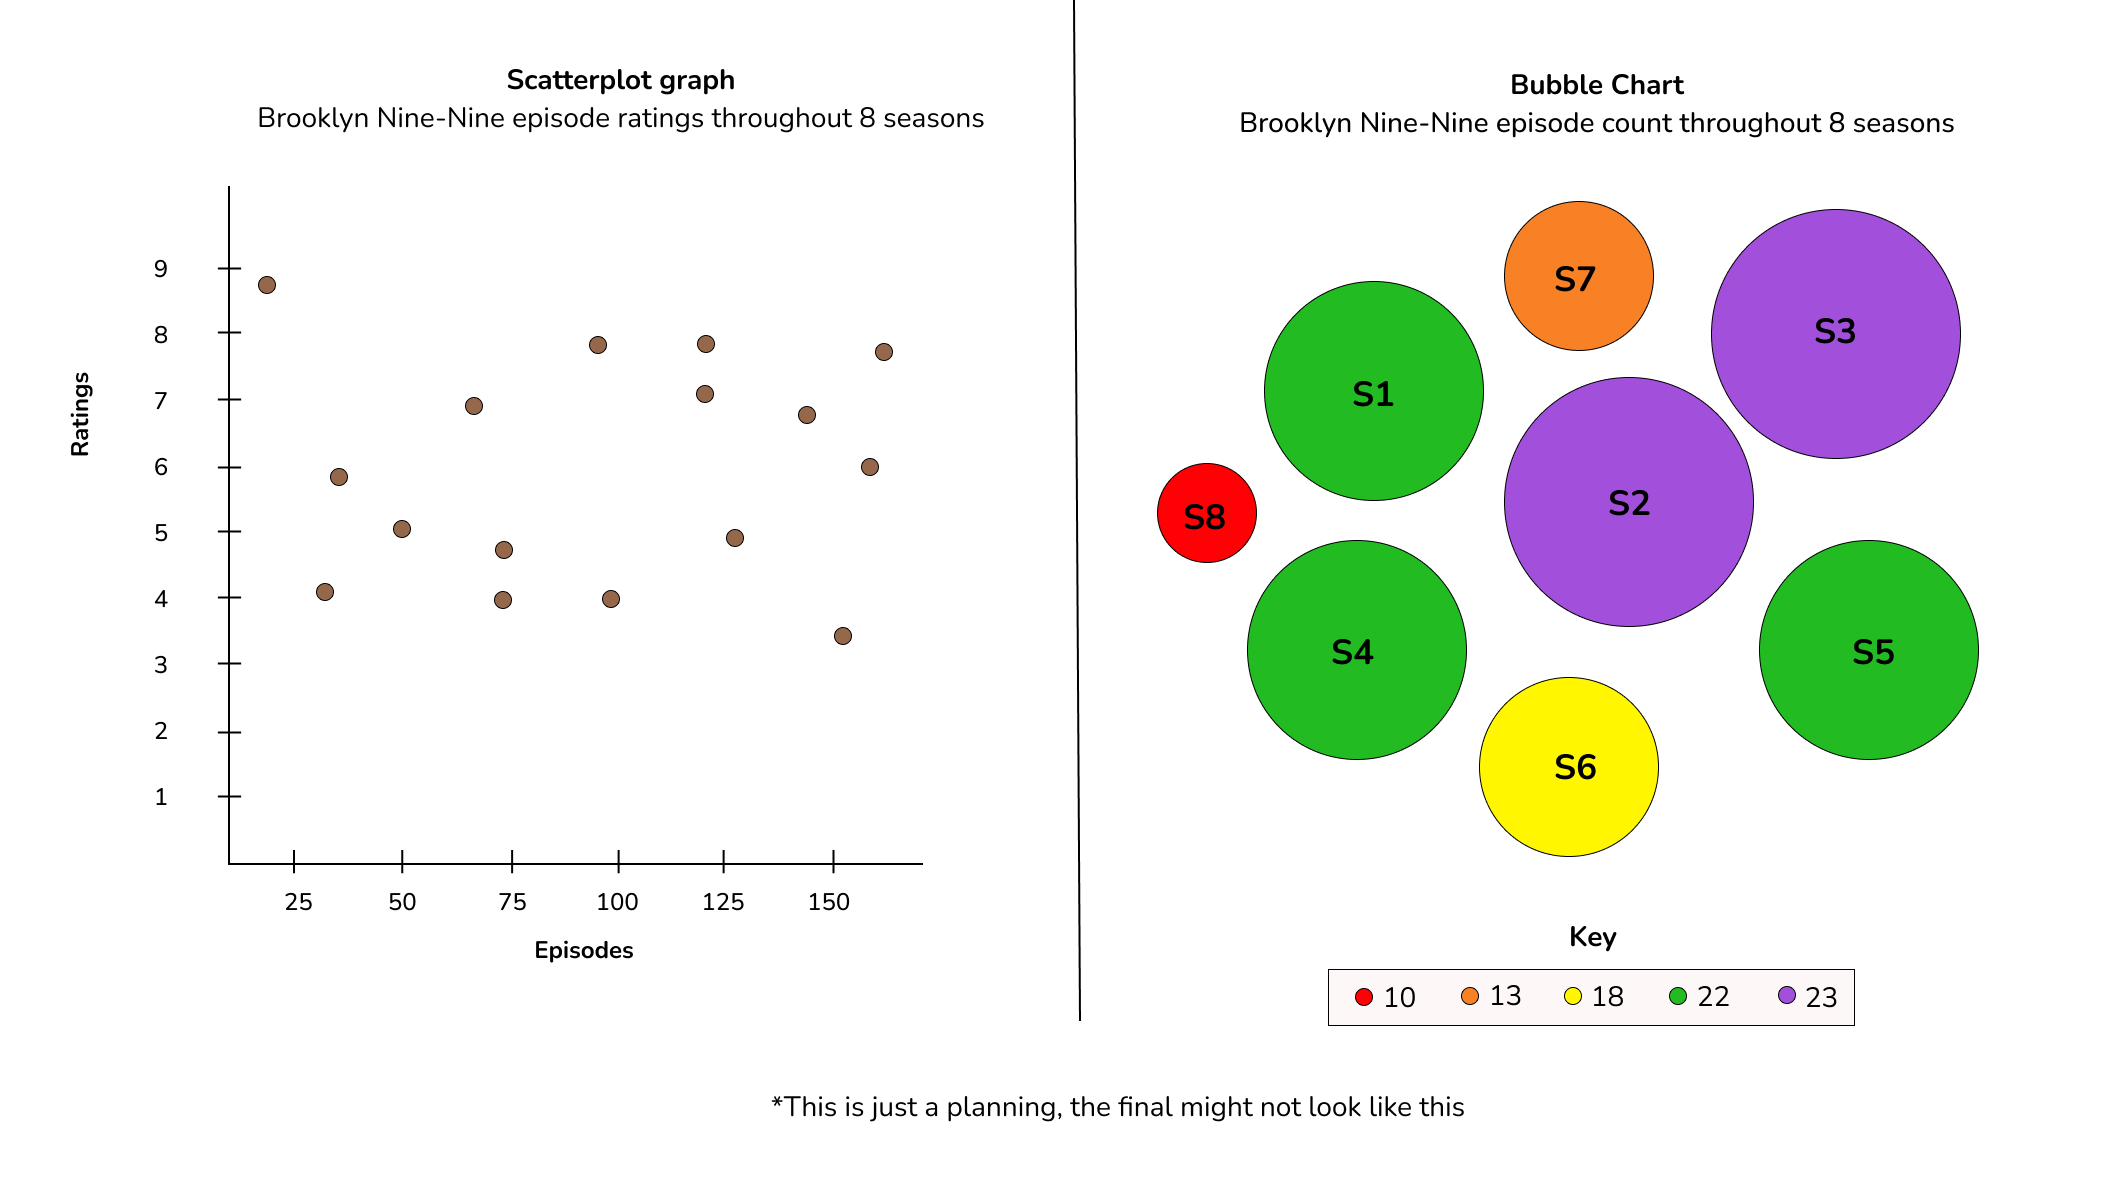 Scatterplot graph
Brooklyn Nine-Nine episode ratings throughout 8 seasons
Ratings
9
8
7
6
5
4
3
2
1
25 50 75 100 125 150
Episodes
Bubble Chart
Brooklyn Nine-Nine episode count throughout 8 seasons
S7
S3
S1
S2
S8
S4
S5
S6
Key
10 13 18 22 23
*This is just a planning, the final might not look like this